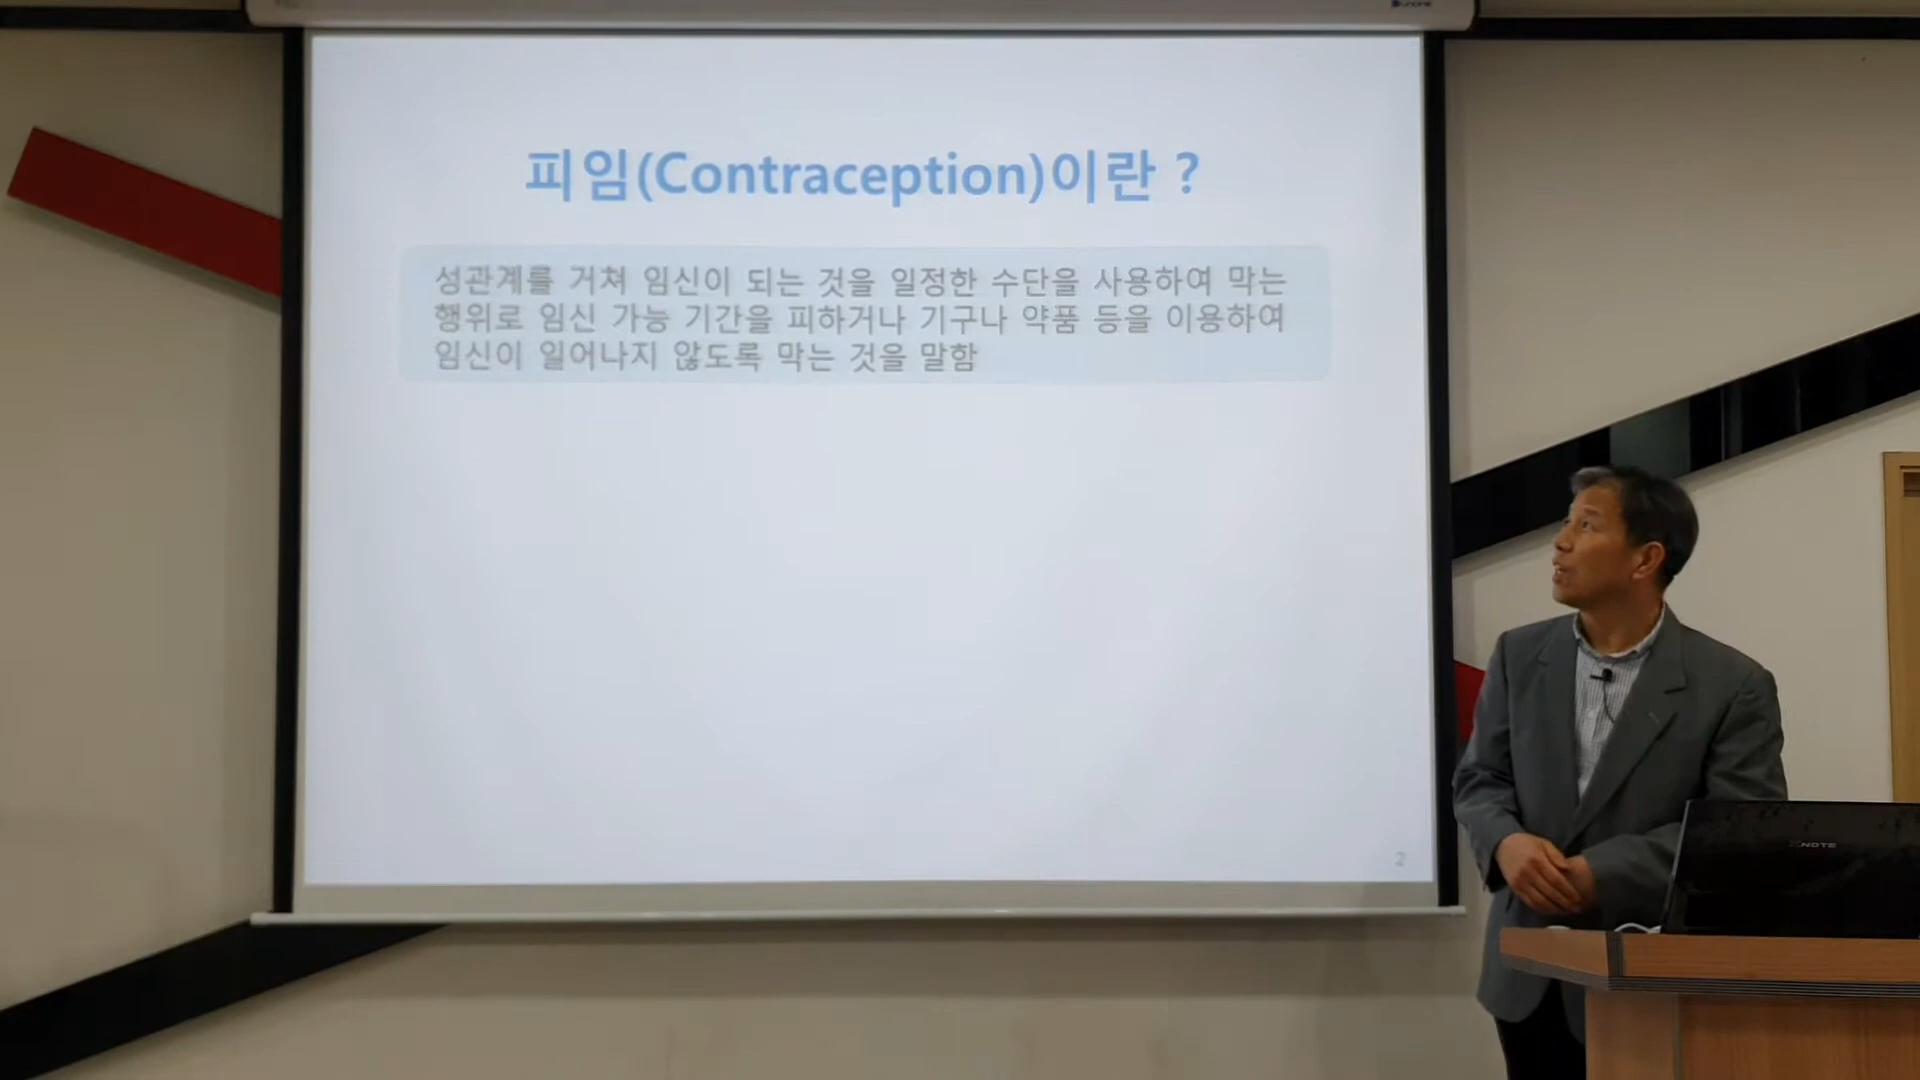 피임(Contraception)이란 ?
성관계를 거쳐 임신이 되는 것을 일정한 수단을 사용하여 막는
행위로 임신 가능 기간을 피하거나 기구나 약품 등을 이용하여
임신이 일어나지 않도록 막는 것을 말함
2
XNOTE